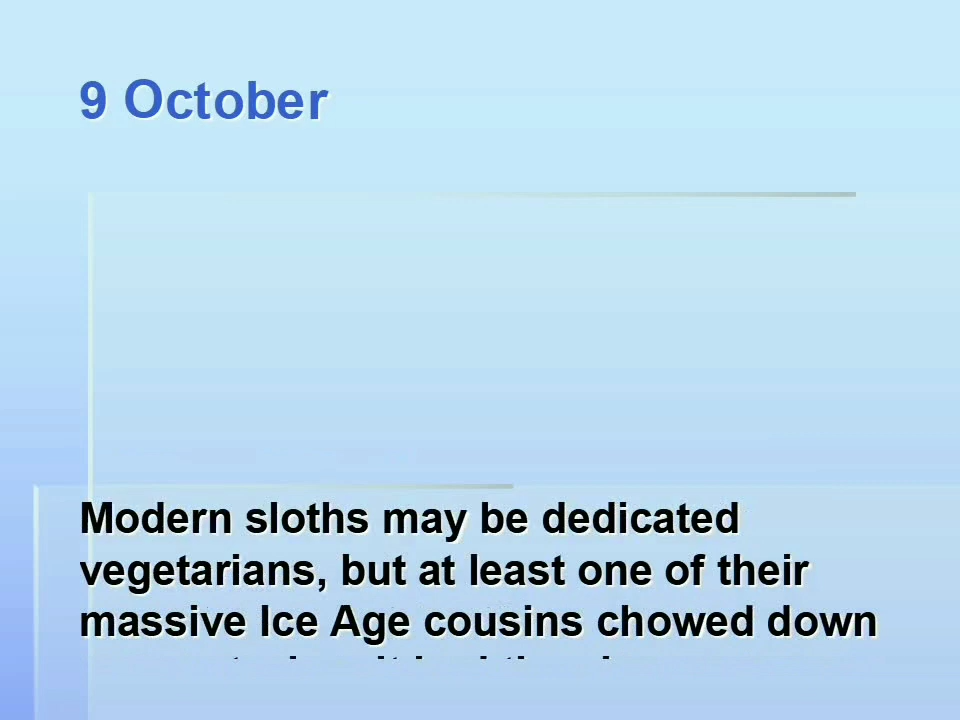 9 October
Modern sloths may be dedicated
vegetarians, but at least one of their
massive Ice Age cousins chowed down